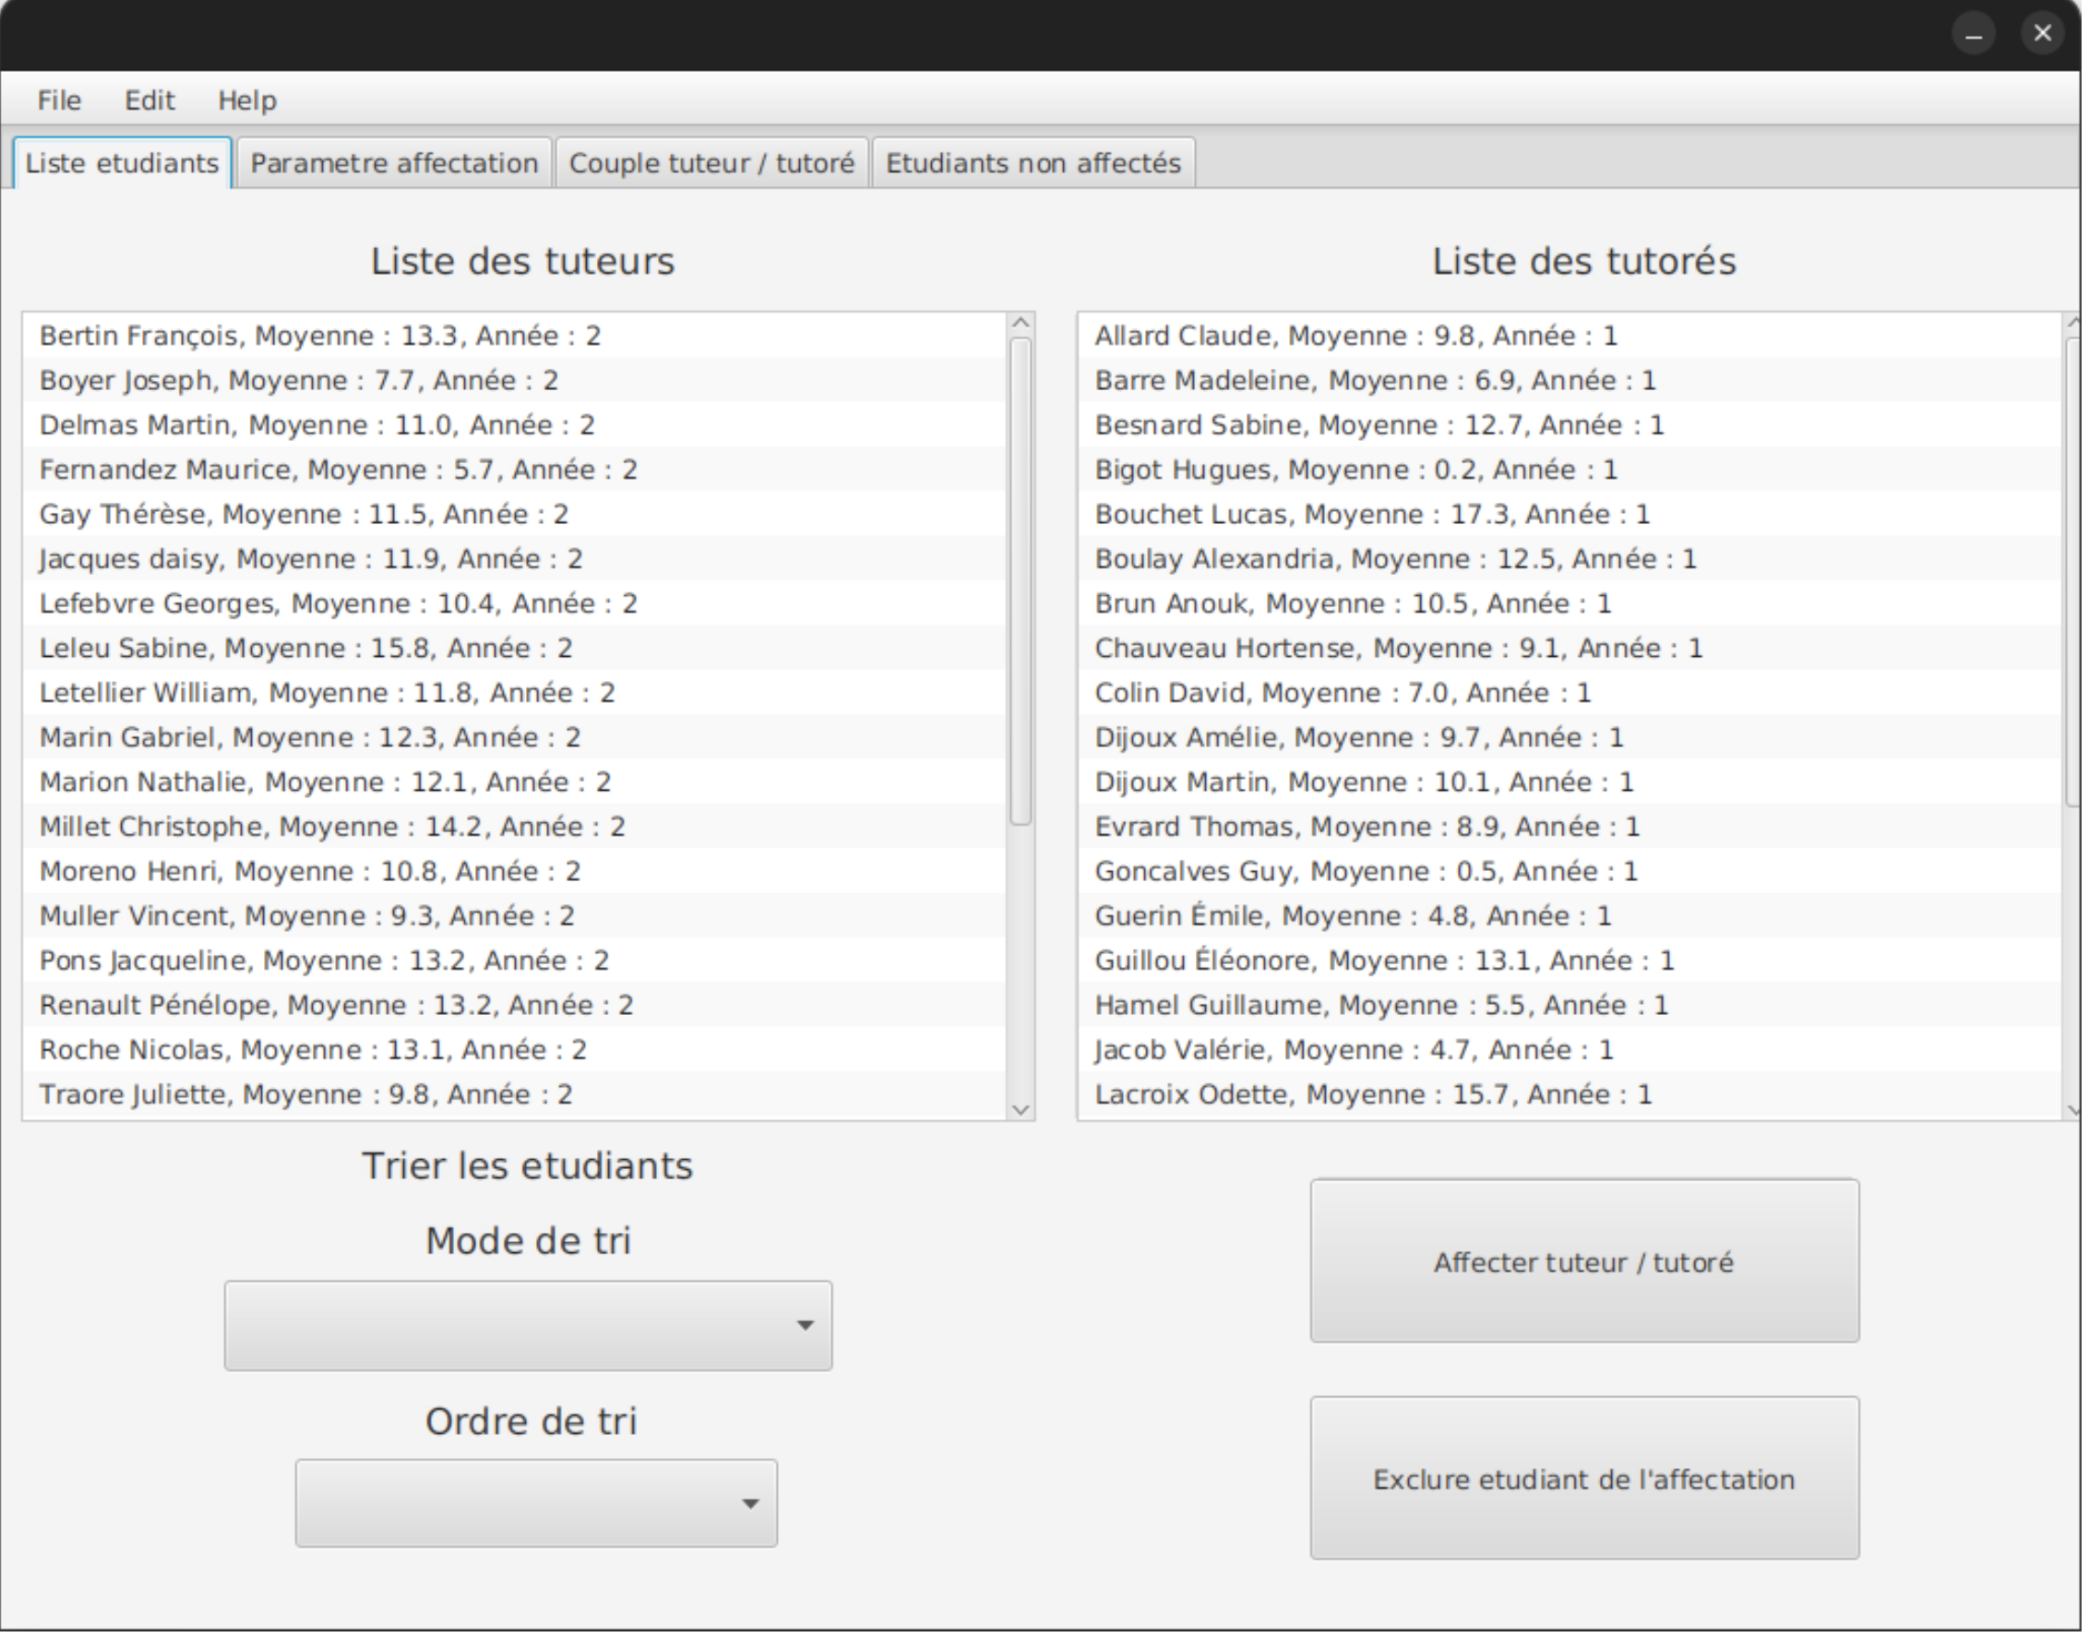 File Edit Help
Liste etudiants Parametre affectation Couple tuteur / tutoré Etudiants non affectés
Liste des tuteurs
Bertin François, Moyenne : 13.3, Année : 2
Boyer Joseph, Moyenne : 7.7, Année : 2
Delmas Martin, Moyenne : 11.0, Année : 2
Fernandez Maurice, Moyenne : 5.7, Année : 2
Gay Thérèse, Moyenne : 11.5, Année : 2
Jacques daisy, Moyenne : 11.9, Année : 2
Lefebvre Georges, Moyenne : 10.4, Année : 2
Leleu Sabine, Moyenne : 15.8, Année : 2
Letellier William, Moyenne : 11.8, Année : 2
Marin Gabriel, Moyenne : 12.3, Année : 2
Marion Nathalie, Moyenne : 12.1, Année : 2
Millet Christophe, Moyenne : 14.2, Année : 2
Moreno Henri, Moyenne : 10.8, Année : 2
Muller Vincent, Moyenne : 9.3, Année : 2
Pons Jacqueline, Moyenne : 13.2, Année : 2
Renault Pénélope, Moyenne : 13.2, Année : 2
Roche Nicolas, Moyenne : 13.1, Année : 2
Traore Juliette, Moyenne : 9.8, Année : 2
Liste des tutorés
Allard Claude, Moyenne : 9.8, Année : 1
Barre Madeleine, Moyenne : 6.9, Année : 1
Besnard Sabine, Moyenne : 12.7, Année : 1
Bigot Hugues, Moyenne : 0.2, Année : 1
Bouchet Lucas, Moyenne : 17.3, Année : 1
Boulay Alexandria, Moyenne : 12.5, Année : 1
Brun Anouk, Moyenne : 10.5, Année : 1
Chauveau Hortense, Moyenne : 9.1, Année : 1
Colin David, Moyenne : 7.0, Année : 1
Dijoux Amélie, Moyenne : 9.7, Année : 1
Dijoux Martin, Moyenne : 10.1, Année : 1
Evrard Thomas, Moyenne : 8.9, Année : 1
Goncalves Guy, Moyenne : 0.5, Année : 1
Guerin Émile, Moyenne : 4.8, Année : 1
Guillou Éléonore, Moyenne : 13.1, Année : 1
Hamel Guillaume, Moyenne : 5.5, Année : 1
Jacob Valérie, Moyenne : 4.7, Année : 1
Lacroix Odette, Moyenne : 15.7, Année : 1
Trier les etudiants
Mode de tri
Ordre de tri
Affecter tuteur / tutoré
Exclure etudiant de l'affectation